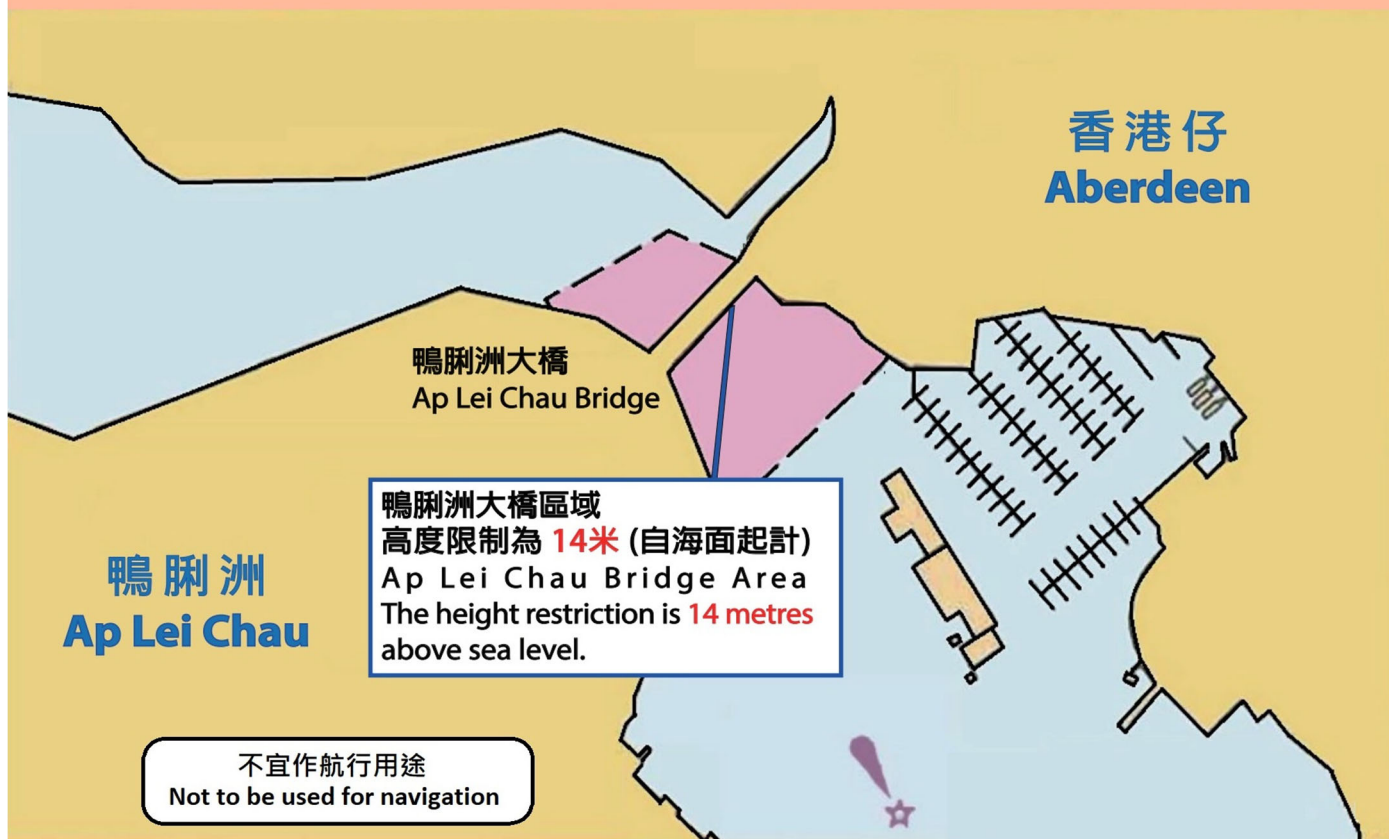 香港仔
Aberdeen
鴨脷洲大橋
Ap Lei Chau Bridge
鴨脷洲大橋區域
高度限制為 14米 (自海面起計)
Ap Lei Chau Bridge Area
The height restriction is 14 metres
above sea level.
鴨脷洲
Ap Lei Chau
不宜作航行用途
Not to be used for navigation